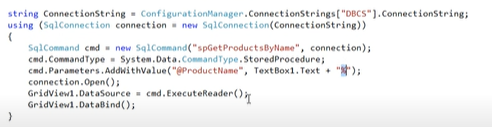 string ConnectionString = ConfigurationManager.ConnectionStrings["DBCS"].ConnectionString;
using (SqlConnection connection = new SqlConnection(ConnectionString))
{
SqlCommand cmd = new SqlCommand("spGetProductsByName", connection);
cmd.CommandType = System.Data.CommandType.StoredProcedure;
cmd.Parameters.AddWithValue("@ProductName", TextBox1.Text + "%");
connection.Open();
GridView1.DataSource = cmd.ExecuteReader();
GridView1.DataBind();
}